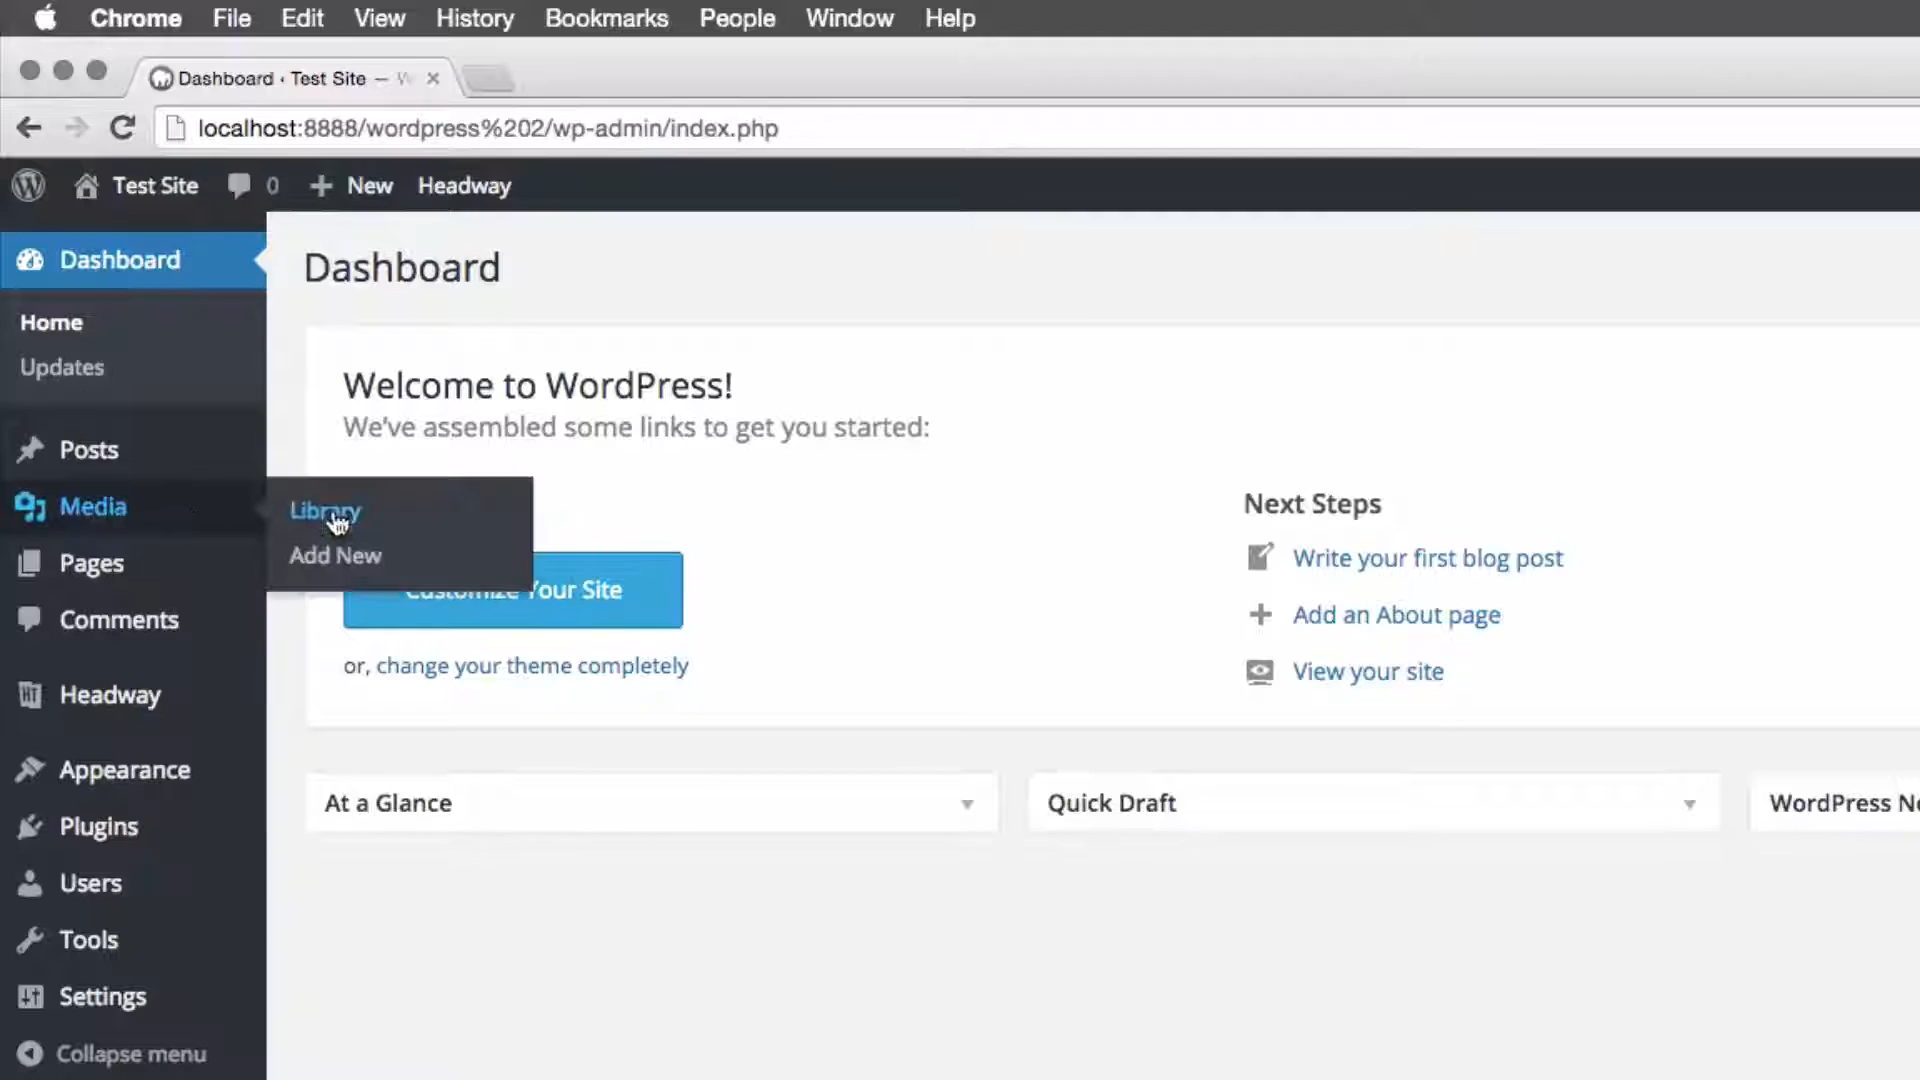 Chrome File Edit View History Bookmarks People Window Help
Dashboard ‹ Test Site – W
localhost:8888/wordpress%202/wp-admin/index.php
Test Site 0 New Headway
Dashboard
Home
Updates
Posts
Media
Library
Add New
Pages
Comments
Headway
Appearance
Plugins
Users
Tools
Settings
Collapse menu
Dashboard
Welcome to WordPress!
We've assembled some links to get you started:
Customize Your Site
or, change your theme completely
Next Steps
Write your first blog post
Add an About page
View your site
At a Glance
Quick Draft
WordPress Ne